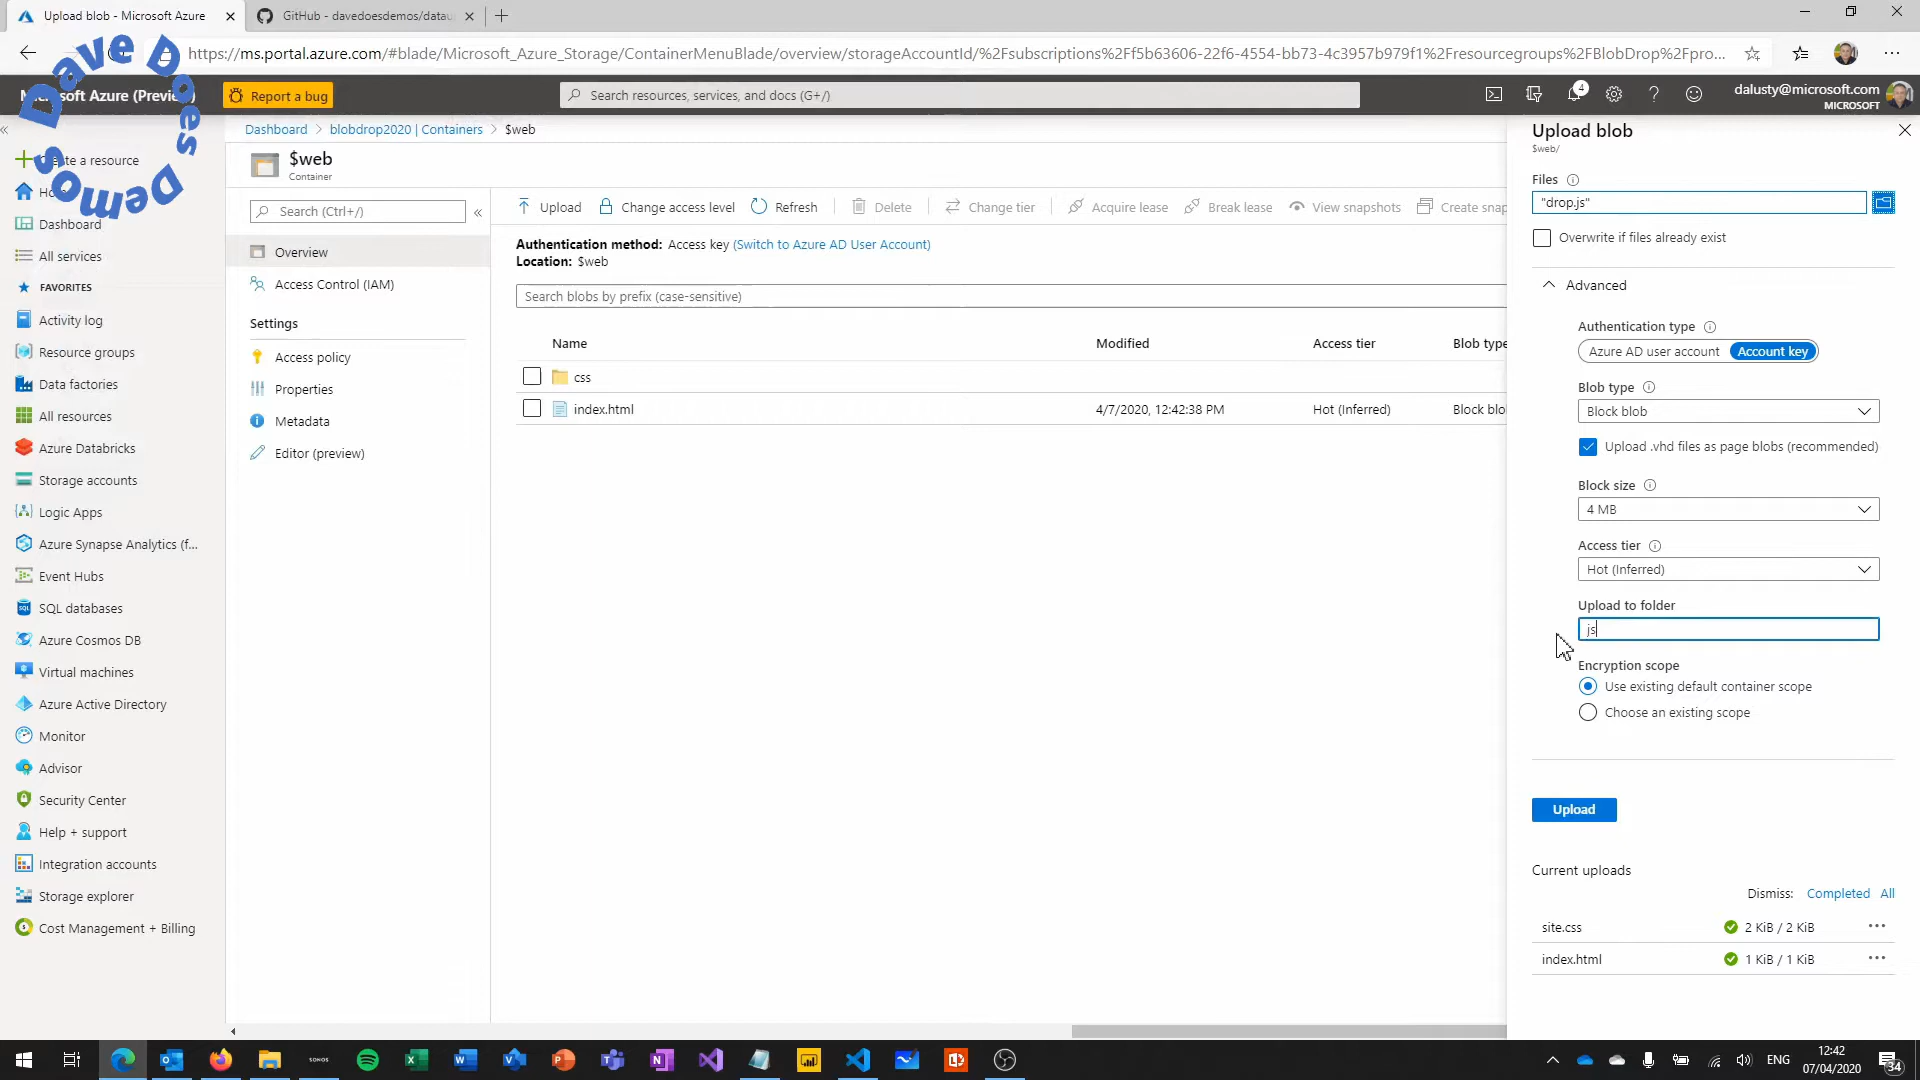 Upload blob - Microsoft Azure
GitHub - davedoesdemos/datau
https://ms.portal.azure.com/#blade/Microsoft_Azure_Storage/ContainerMenuBlade/overview/storageAccountId/%2Fsubscriptions%2Ff5b63606-22f6-4554-bb73-4c3957b979f1%2Fresourcegroups%2FBlobDrop%2Fpro...
Dave Does Demos
soft Azure (Previe
Report a bug
Search resources, services, and docs (G+/)
4
dalusty@microsoft.com
MICROSOFT
Dashboard > blobdrop2020 | Containers > $web
$web
Container
Create a resource
Ho
Dashboard
All services
FAVORITES
Activity log
Resource groups
Data factories
All resources
Azure Databricks
Storage accounts
Logic Apps
Azure Synapse Analytics (f...
Event Hubs
SQL databases
Azure Cosmos DB
Virtual machines
Azure Active Directory
Monitor
Advisor
Security Center
Help + support
Integration accounts
Storage explorer
Cost Management + Billing
Search (Ctrl+/)
Overview
Access Control (IAM)
Settings
Access policy
Properties
Metadata
Editor (preview)
Upload Change access level Refresh Delete Change tier Acquire lease Break lease View snapshots Create snap
Authentication method: Access key (Switch to Azure AD User Account)
Location: $web
Search blobs by prefix (case-sensitive)
Name Modified Access tier Blob type
css
index.html 4/7/2020, 12:42:38 PM Hot (Inferred) Block blo
Upload blob
$web/
Files
"drop.js"
Overwrite if files already exist
Advanced
Authentication type
Azure AD user account Account key
Blob type
Block blob
Upload .vhd files as page blobs (recommended)
Block size
4 MB
Access tier
Hot (Inferred)
Upload to folder
js
Encryption scope
Use existing default container scope
Choose an existing scope
Upload
Current uploads
Dismiss: Completed All
site.css 2 KiB / 2 KiB
index.html 1 KiB / 1 KiB
SONOS
ENG
12:42
07/04/2020
34